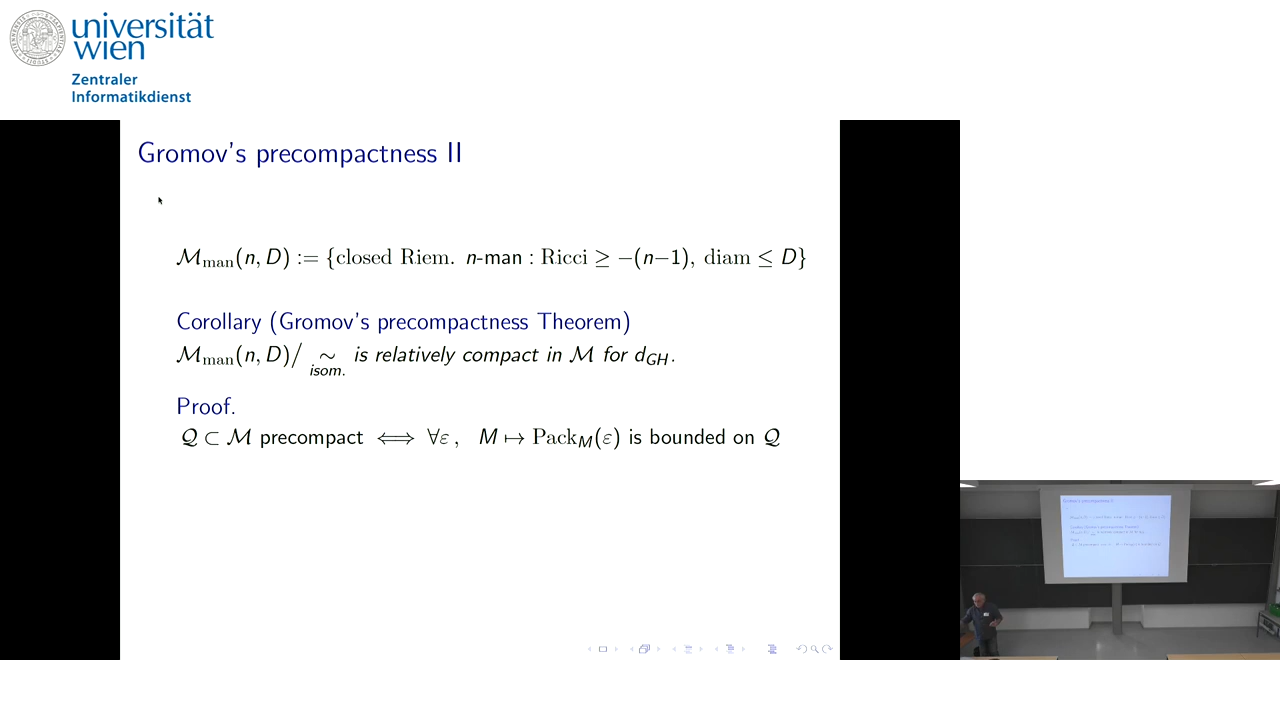 universität
wien
Zentraler
Informatikdienst
Gromov's precompactness II
ℳ_man(n, D) := {closed Riem. n-man : Ricci ≥ −(n−1), diam ≤ D}
Corollary (Gromov's precompactness Theorem)
ℳ_man(n, D)/ ∼_isom. is relatively compact in ℳ for d_GH.
Proof.
𝒬 ⊂ ℳ precompact ⟺ ∀ε , M ↦ Pack_M(ε) is bounded on 𝒬